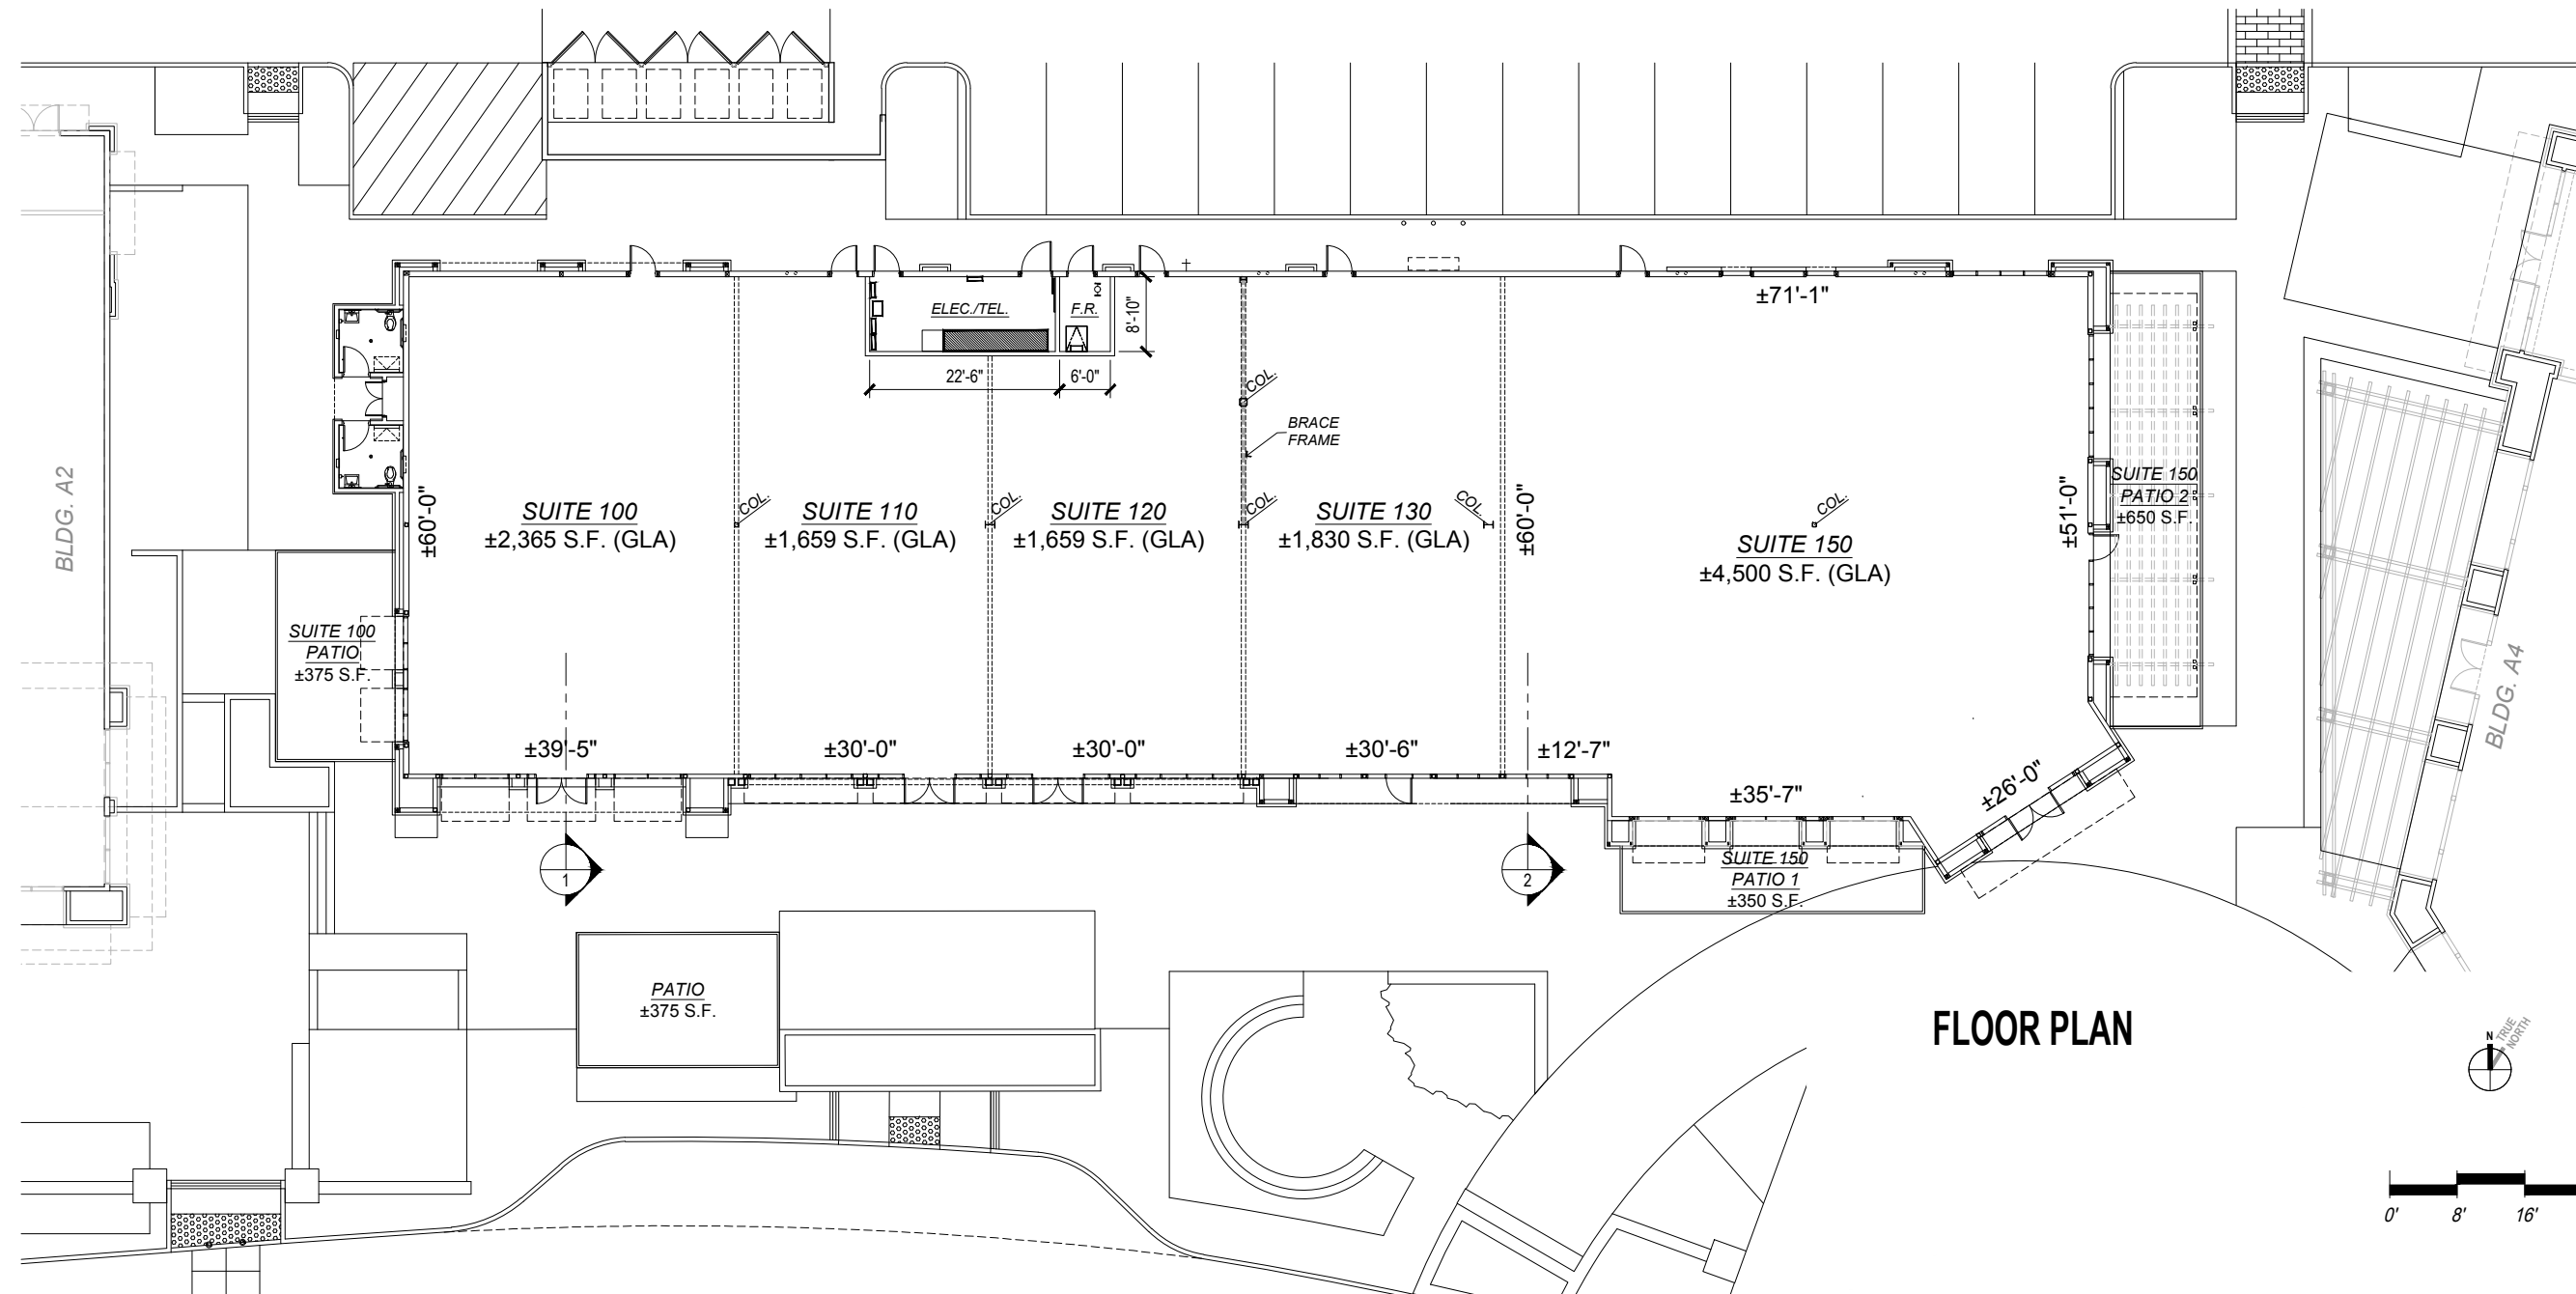 ±71'-1"
ELEC./TEL.
F.R.
8'-10"
22'-6"
6'-0"
COL.
BRACE
FRAME
BLDG. A2
±60'-0"
SUITE 100
±2,365 S.F. (GLA)
COL.
SUITE 110
±1,659 S.F. (GLA)
COL.
SUITE 120
±1,659 S.F. (GLA)
COL.
SUITE 130
±1,830 S.F. (GLA)
COL.
±60'-0"
COL.
SUITE 150
±4,500 S.F. (GLA)
±51'-0"
SUITE 150
PATIO 2
±650 S.F.
SUITE 100
PATIO
±375 S.F.
BLDG. A4
±39'-5"
±30'-0"
±30'-0"
±30'-6"
±12'-7"
±35'-7"
±26'-0"
1
2
SUITE 150
PATIO 1
±350 S.F.
PATIO
±375 S.F.
FLOOR PLAN
N
TRUE
NORTH
0'
8'
16'